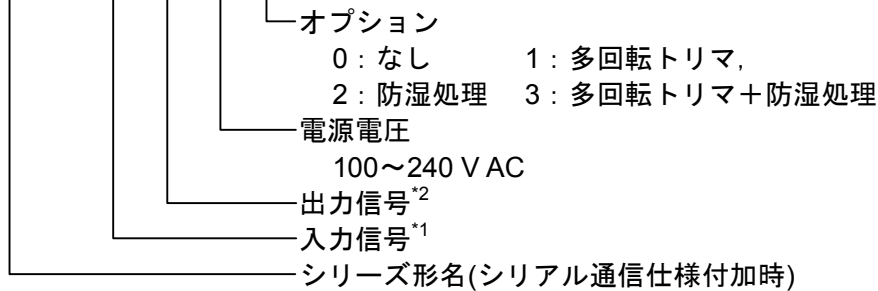 オプション
0：なし 1：多回転トリマ,
2：防湿処理 3：多回転トリマ＋防湿処理
電源電圧
100～240 V AC
出力信号*2
入力信号*1
シリーズ形名(シリアル通信仕様付加時)